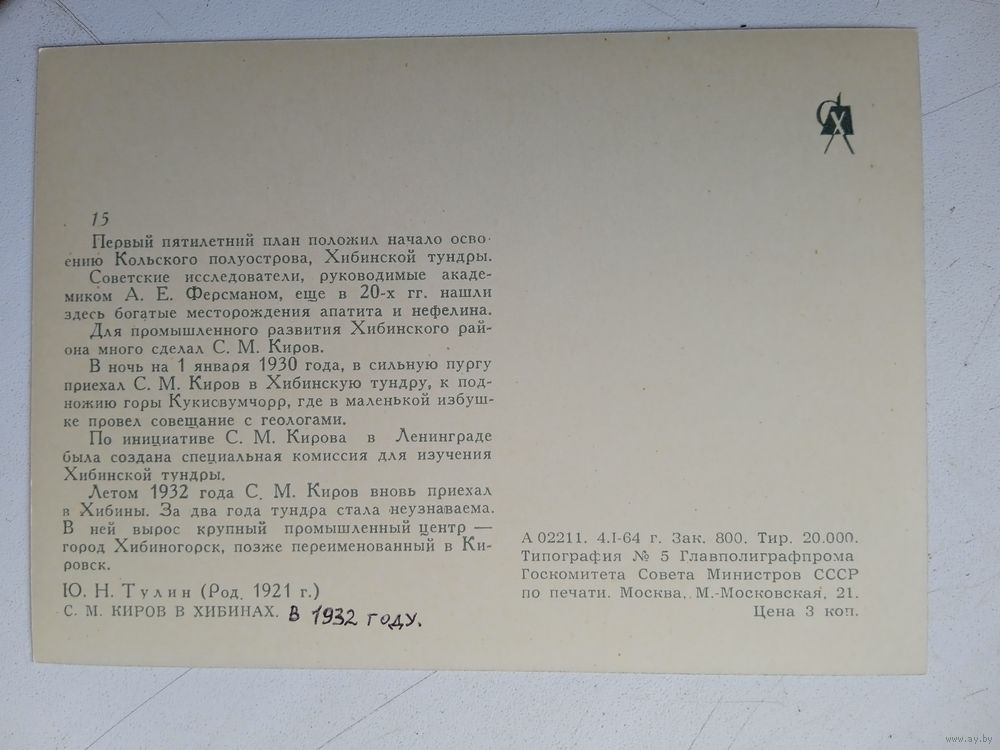 15
Первый пятилетний план положил начало осво-
ению Кольского полуострова, Хибинской тундры.
Советские исследователи, руководимые акаде-
миком А. Е. Ферсманом, еще в 20-х гг. нашли
здесь богатые месторождения апатита и нефелина.
Для промышленного развития Хибинского рай-
она много сделал С. М. Киров.
В ночь на 1 января 1930 года, в сильную пургу
приехал С. М. Киров в Хибинскую тундру, к под-
ножию горы Кукисвумчорр, где в маленькой избуш-
ке провел совещание с геологами.
По инициативе С. М. Кирова в Ленинграде
была создана специальная комиссия для изучения
Хибинской тундры.
Летом 1932 года С. М. Киров вновь приехал
в Хибины. За два года тундра стала неузнаваема.
В ней вырос крупный промышленный центр —
город Хибиногорск, позже переименованный в Ки-
ровск.
Ю. Н. Тулин (Род. 1921 г.)
С. М. КИРОВ В ХИБИНАХ. В 1932 ГОДУ.
Х
А 02211. 4.I-64 г. Зак. 800. Тир. 20.000.
Типография № 5 Главполиграфпрома
Госкомитета Совета Министров СССР
по печати. Москва, М.-Московская, 21.
Цена 3 коп.
www.ay.by